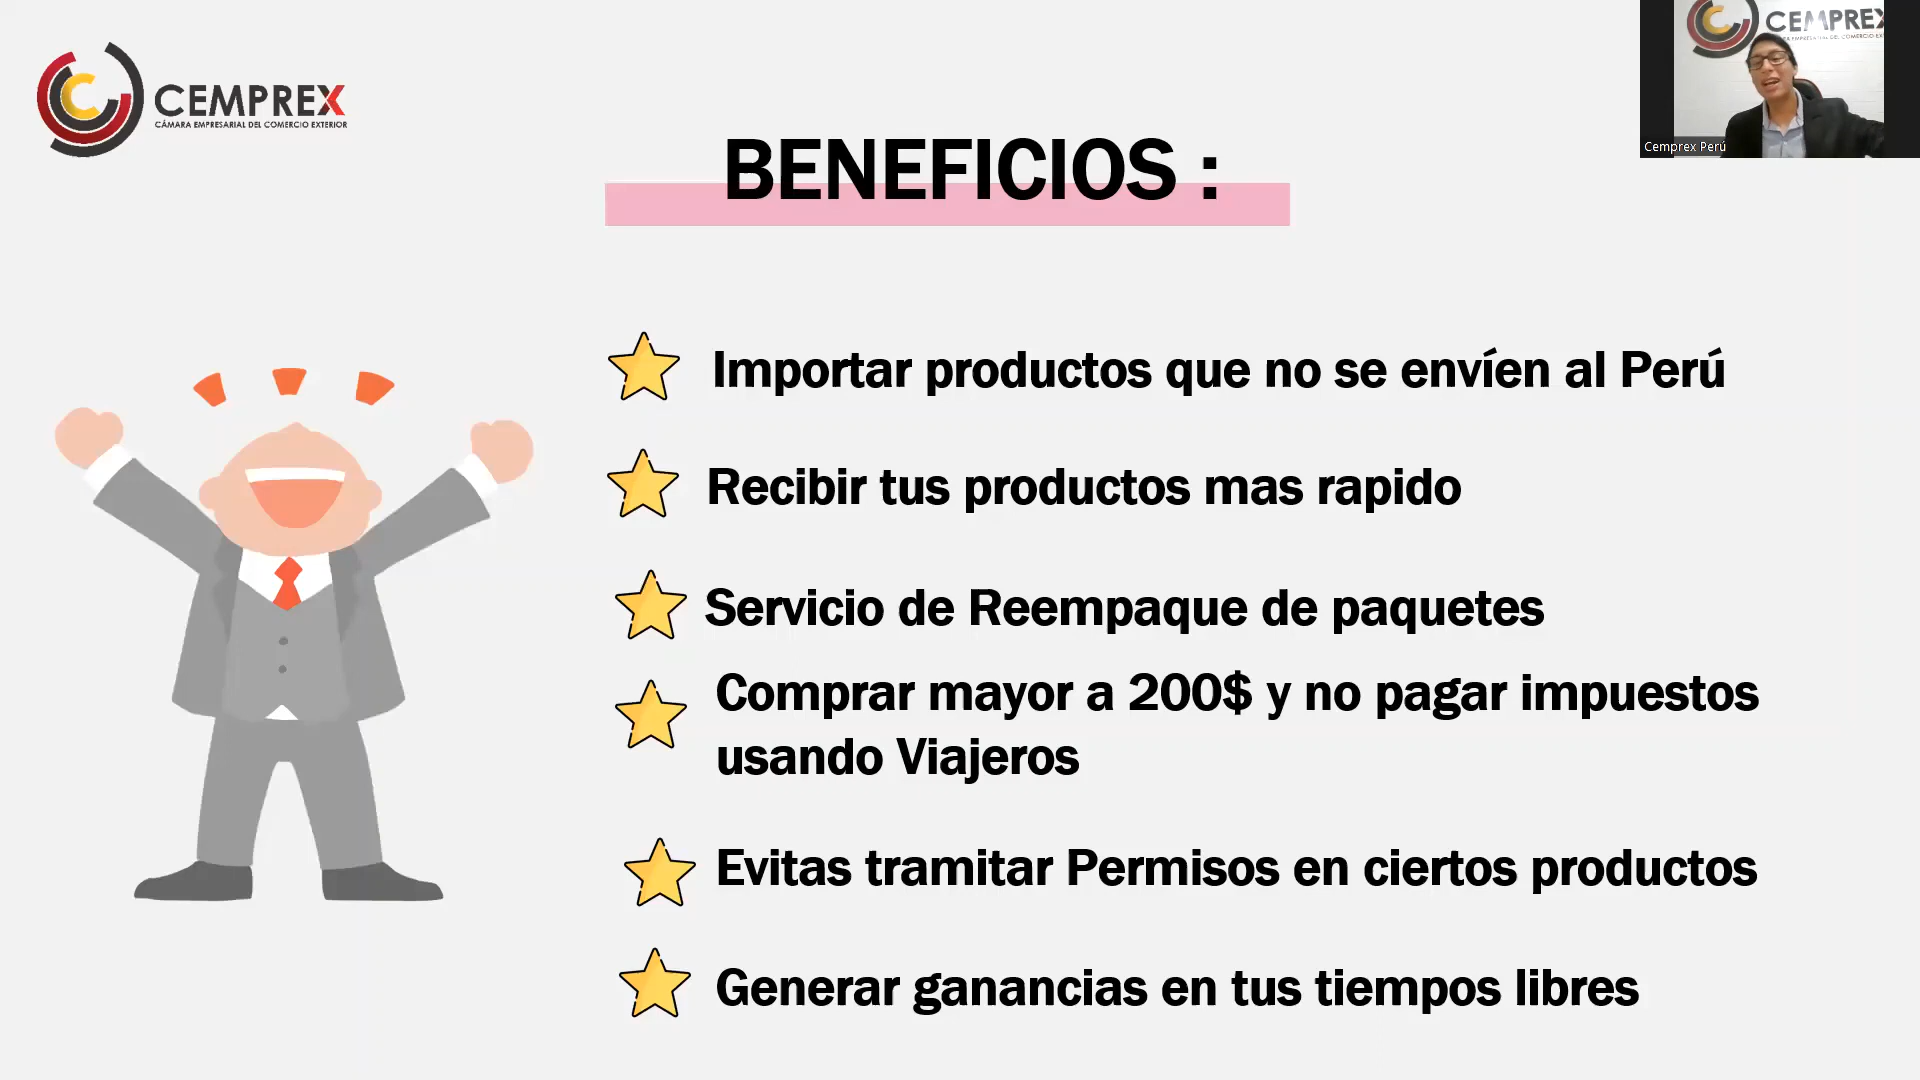 CEMPREX
CÁMARA EMPRESARIAL DEL COMERCIO EXTERIOR
CEMPREX
Cemprex Perú
BENEFICIOS :
Importar productos que no se envíen al Perú
Recibir tus productos mas rapido
Servicio de Reempaque de paquetes
Comprar mayor a 200$ y no pagar impuestos
usando Viajeros
Evitas tramitar Permisos en ciertos productos
Generar ganancias en tus tiempos libres